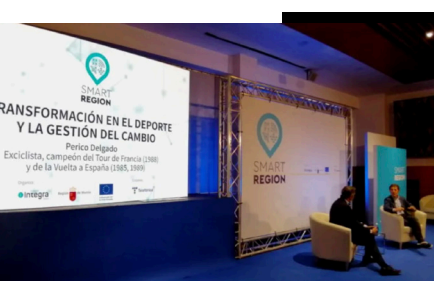 SMART
REGION
RANSFORMACIÓN EN EL DEPORTE
Y LA GESTIÓN DEL CAMBIO
Perico Delgado
Exciclista, campeón del Tour de Francia (1988)
y de la Vuelta a España (1985, 1989)
integra
SMART
REGION